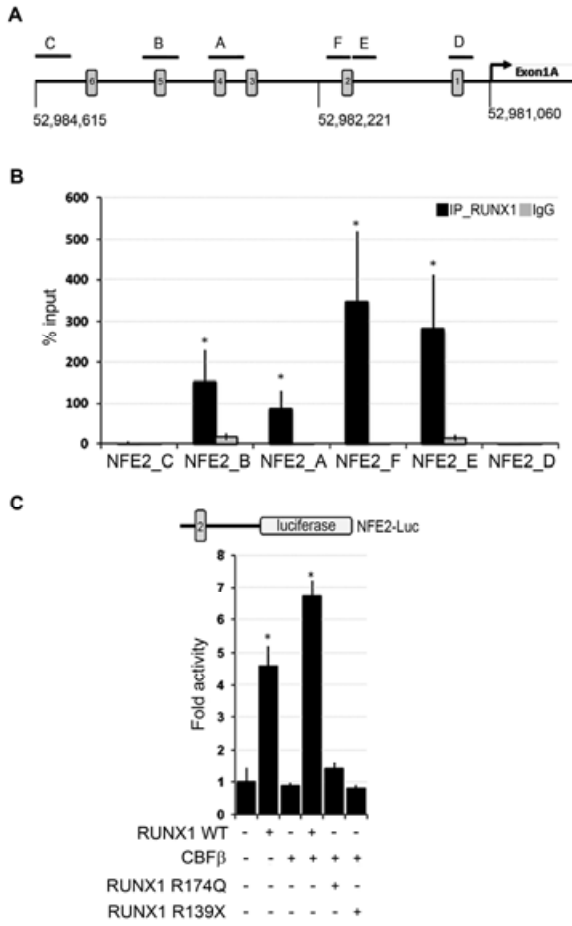 A
C B A F E D
6 5 4 3 2 1 Exon1A
52,984,615 52,982,221 52,981,060
B
600
500
400
300
200
100
0
% input
IP_RUNX1 IgG
* * * *
NFE2_C NFE2_B NFE2_A NFE2_F NFE2_E NFE2_D
C
2 luciferase NFE2-Luc
8
7
6
5
4
3
2
1
0
Fold activity
* *
RUNX1 WT - + - + - -
CBFβ - - + + + +
RUNX1 R174Q - - - - + -
RUNX1 R139X - - - - - +